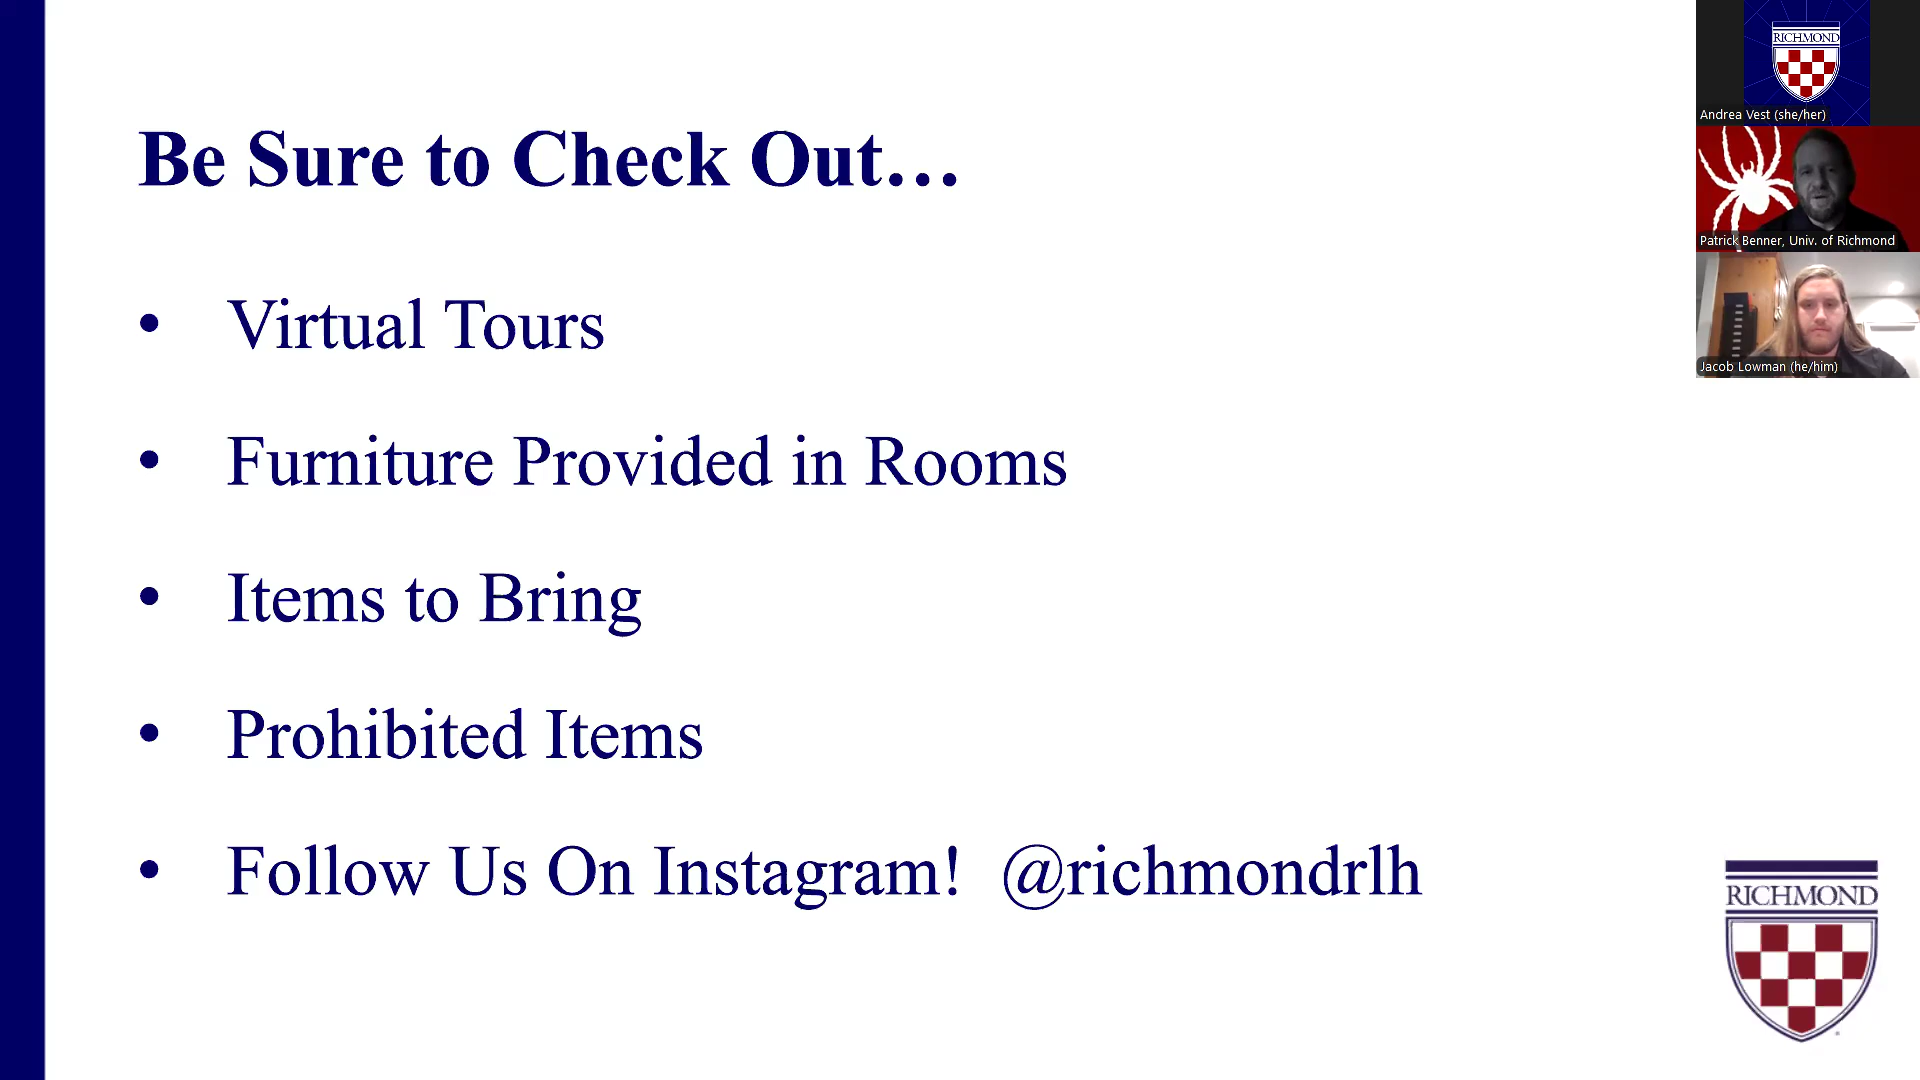 Be Sure to Check Out…
• Virtual Tours
• Furniture Provided in Rooms
• Items to Bring
• Prohibited Items
• Follow Us On Instagram!  @richmondrlh
RICHMOND
Andrea Vest (she/her)
Patrick Benner, Univ. of Richmond
Jacob Lowman (he/him)
RICHMOND